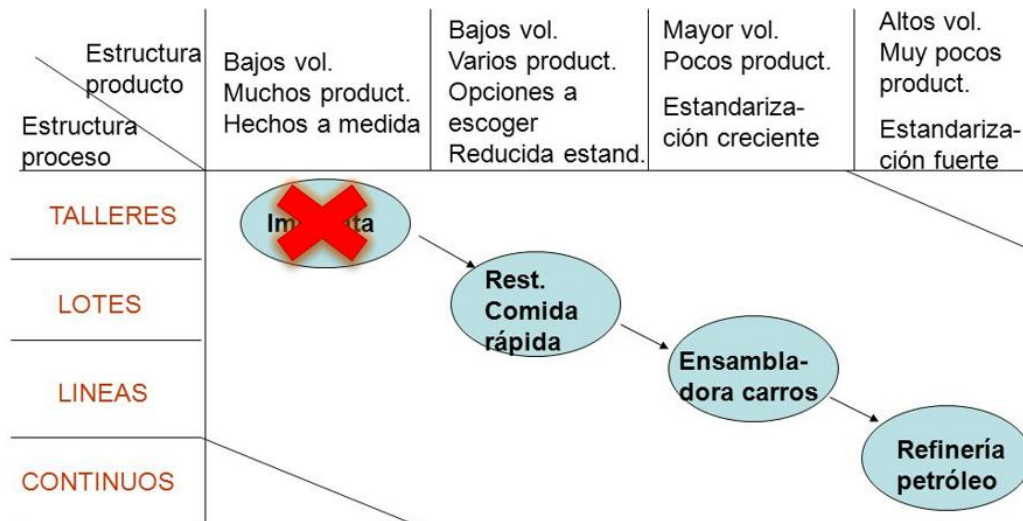 Estructura
producto
Estructura
proceso
Bajos vol.
Muchos product.
Hechos a medida
Bajos vol.
Varios product.
Opciones a
escoger
Reducida estand.
Mayor vol.
Pocos product.
Estandariza-
ción creciente
Altos vol.
Muy pocos
product.
Estandariza-
ción fuerte
TALLERES
LOTES
Rest.
Comida
rápida
LINEAS
Ensambla-
dora carros
CONTINUOS
Refinería
petróleo